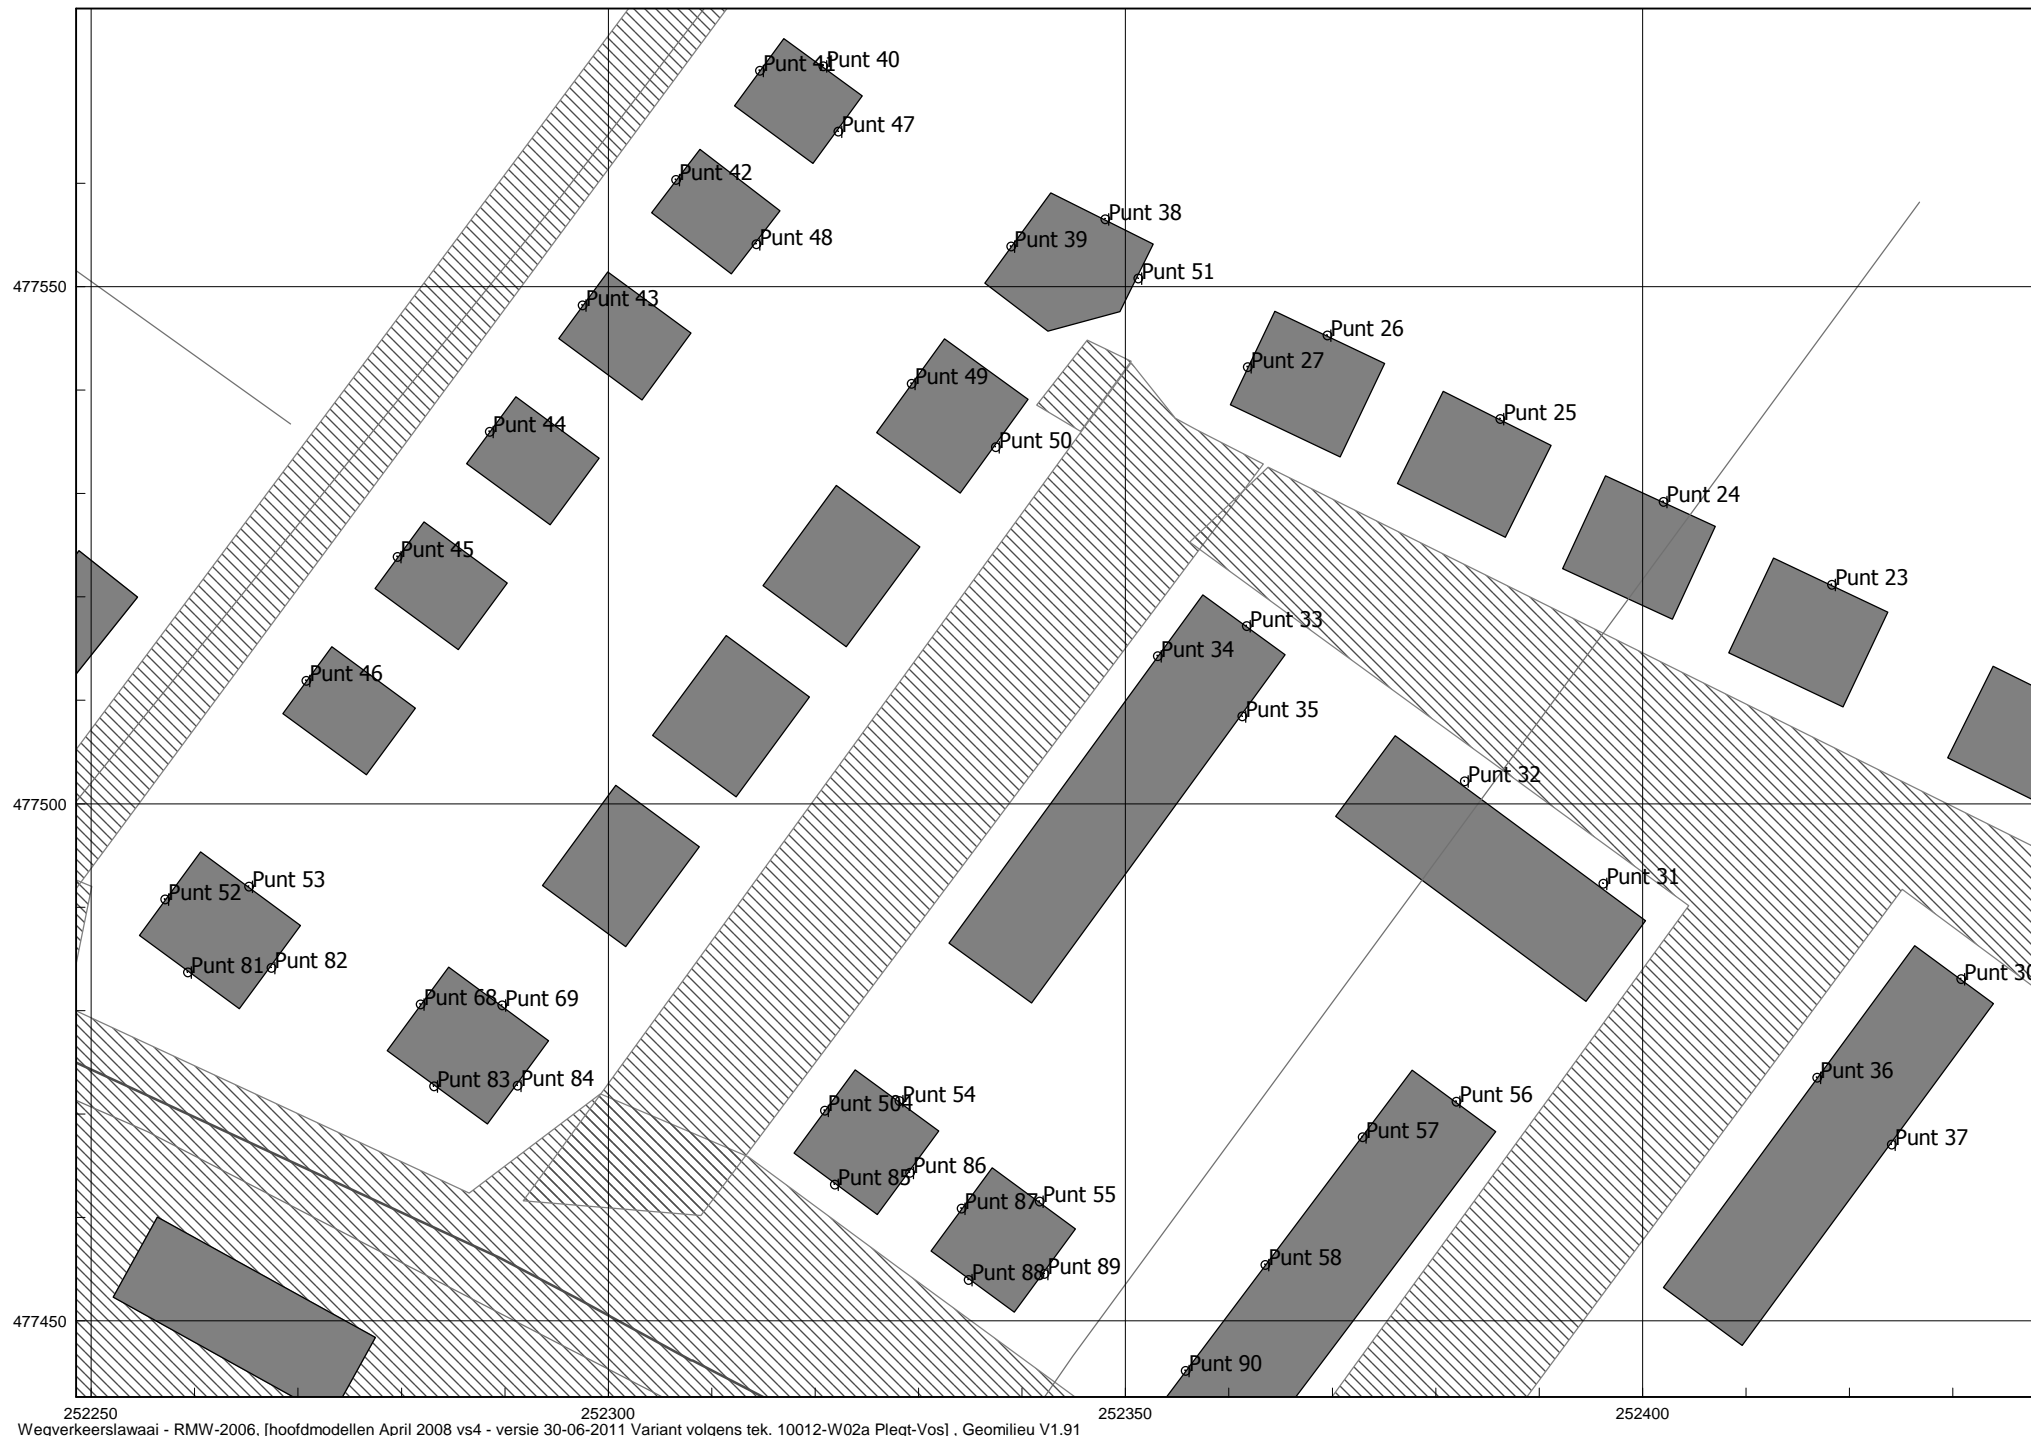 Punt 40
Punt 41
Punt 47
Punt 42
Punt 38
Punt 48
Punt 39
Punt 51
477550
Punt 43
Punt 26
Punt 27
Punt 49
Punt 25
Punt 44
Punt 50
Punt 24
Punt 45
Punt 23
Punt 33
Punt 34
Punt 46
Punt 35
Punt 32
477500
Punt 31
Punt 53
Punt 52
Punt 82
Punt 81
Punt 30
Punt 68
Punt 69
Punt 36
Punt 83
Punt 84
Punt 54
Punt 504
Punt 56
Punt 57
Punt 37
Punt 86
Punt 85
Punt 55
Punt 87
Punt 58
Punt 89
Punt 88
477450
Punt 90
252250
252300
252350
252400
Wegverkeerslawaai - RMW-2006, [hoofdmodellen April 2008 vs4 - versie 30-06-2011 Variant volgens tek. 10012-W02a Plegt-Vos] , Geomilieu V1.91